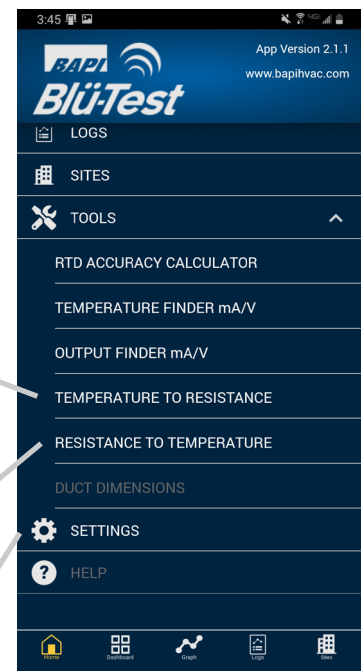 3:45
App Version 2.1.1
BAPI
www.bapihvac.com
Blü-Test
LOGS
SITES
TOOLS
RTD ACCURACY CALCULATOR
TEMPERATURE FINDER mA/V
OUTPUT FINDER mA/V
TEMPERATURE TO RESISTANCE
RESISTANCE TO TEMPERATURE
DUCT DIMENSIONS
SETTINGS
? HELP
Home Dashboard Graph Logs Sites